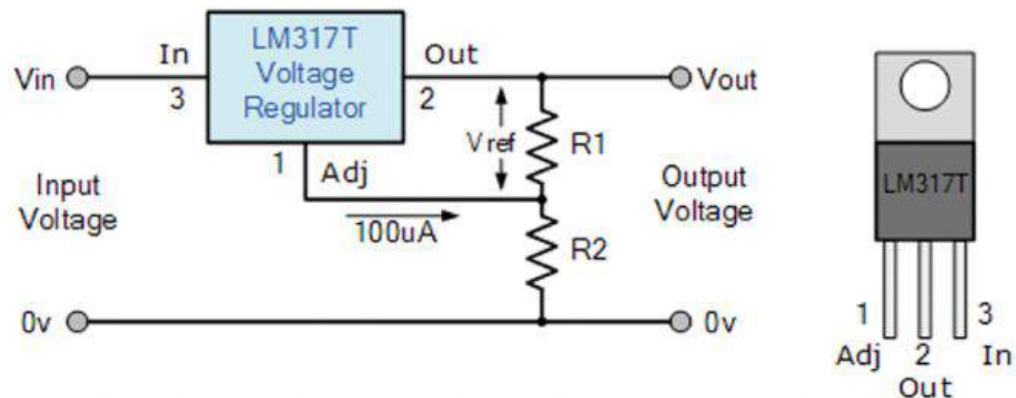 LM317T
Voltage
Regulator
In
3
Out
2
1
Adj
Vin
Vout
Vref
R1
R2
100uA
Input
Voltage
Output
Voltage
0v
0v
LM317T
1
3
Adj
2
In
Out